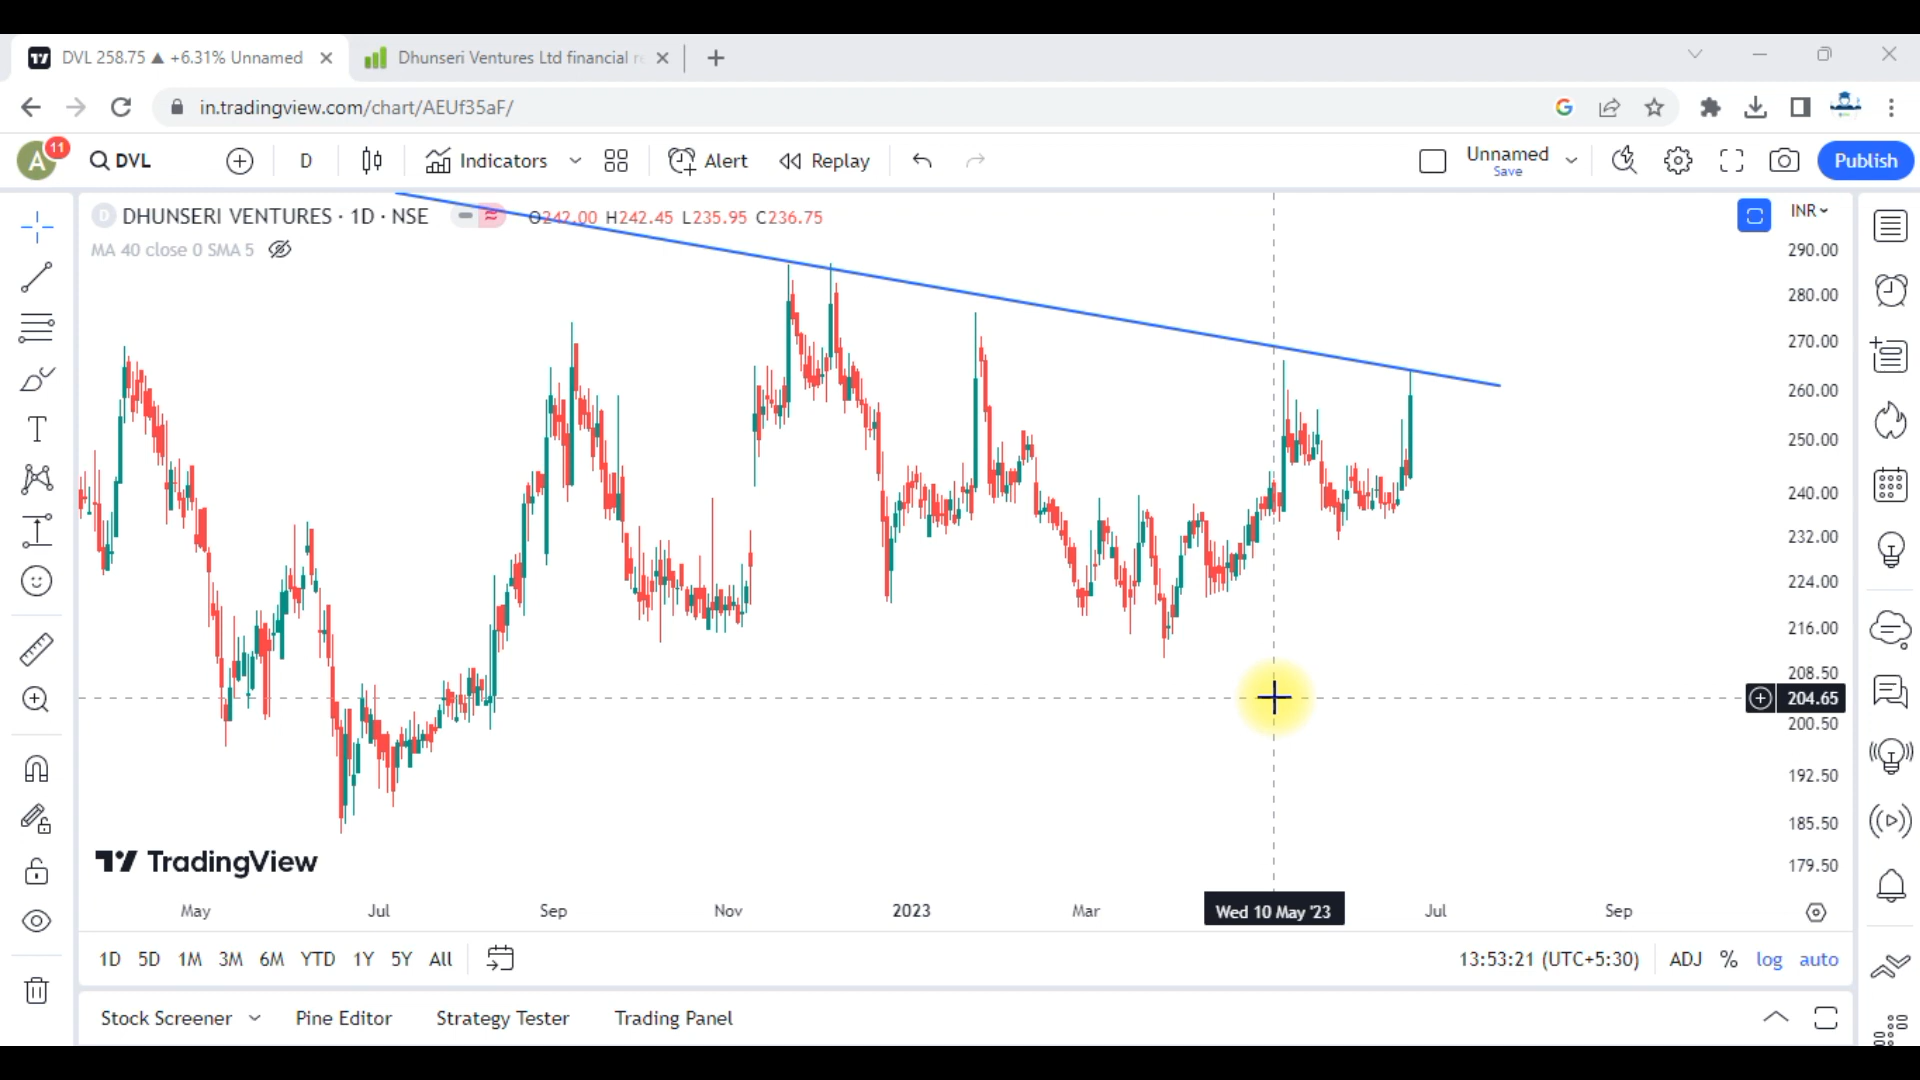 DVL 258.75 ▲ +6.31% Unnamed
Dhunseri Ventures Ltd financial
in.tradingview.com/chart/AEUf35aF/
A 11 DVL D Indicators Alert Replay Unnamed Save Publish
D DHUNSERI VENTURES · 1D · NSE O242.00 H242.45 L235.95 C236.75
INR
MA 40 close 0 SMA 5
290.00
280.00
270.00
260.00
250.00
240.00
232.00
224.00
216.00
208.50
204.65
200.50
192.50
185.50
179.50
TradingView
May Jul Sep Nov 2023 Mar Wed 10 May '23 Jul Sep
1D 5D 1M 3M 6M YTD 1Y 5Y All 13:53:21 (UTC+5:30) ADJ % log auto
Stock Screener Pine Editor Strategy Tester Trading Panel